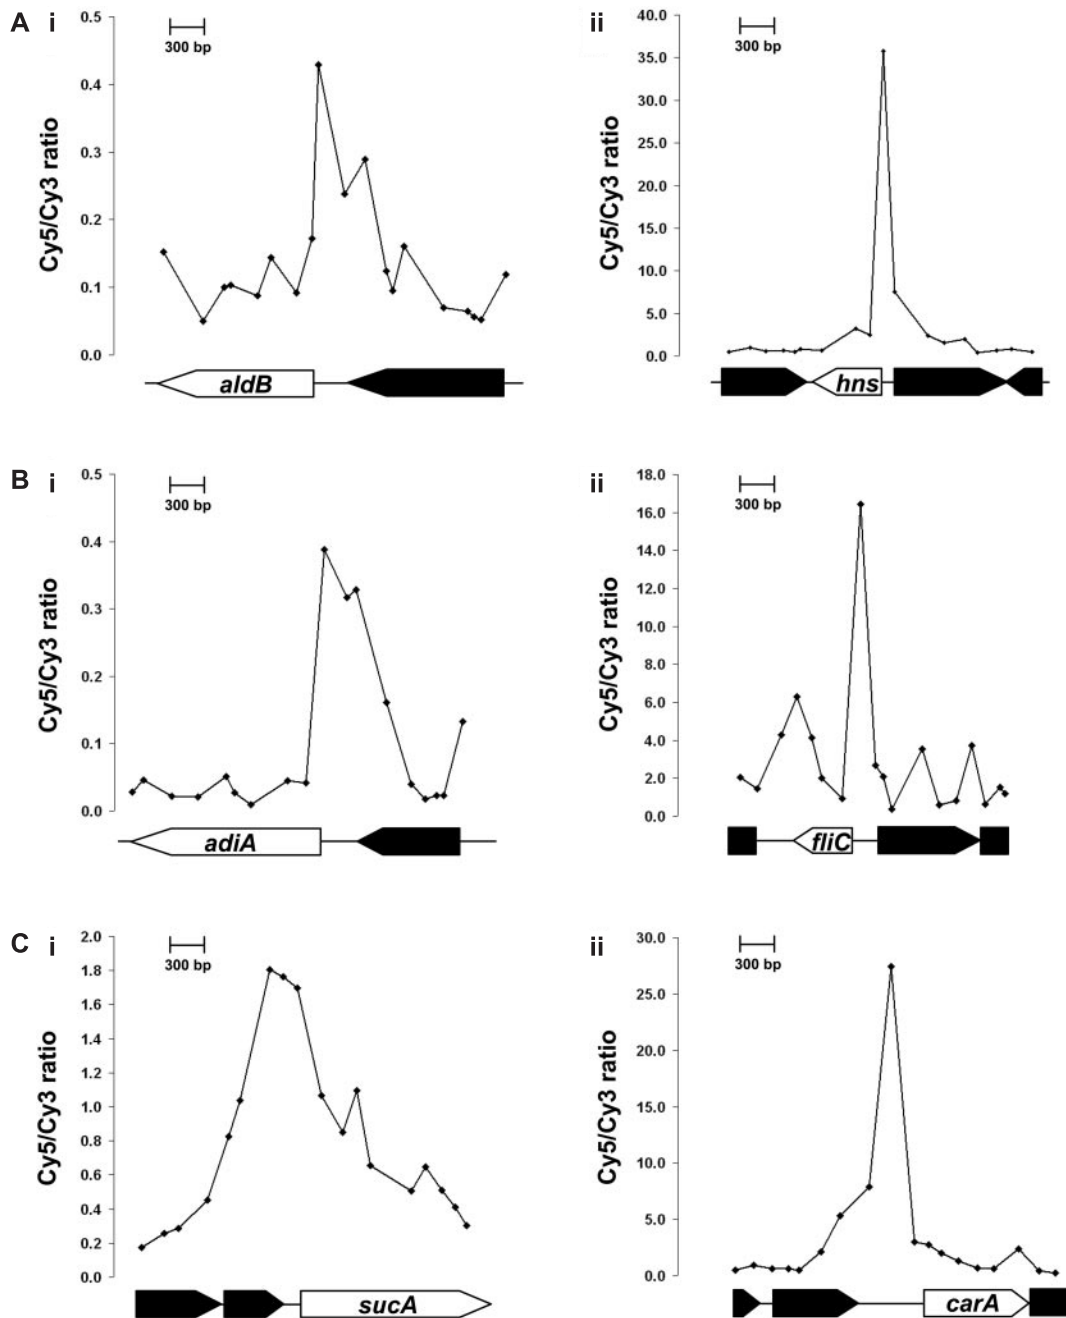 A i
Cy5/Cy3 ratio
0.5
0.4
0.3
0.2
0.1
0.0
300 bp
aldB
ii
Cy5/Cy3 ratio
40.0
35.0
30.0
25.0
20.0
15.0
10.0
5.0
0.0
300 bp
hns
B i
Cy5/Cy3 ratio
0.5
0.4
0.3
0.2
0.1
0.0
300 bp
adiA
ii
Cy5/Cy3 ratio
18.0
16.0
14.0
12.0
10.0
8.0
6.0
4.0
2.0
0.0
300 bp
fliC
C i
Cy5/Cy3 ratio
2.0
1.8
1.6
1.4
1.2
1.0
0.8
0.6
0.4
0.2
0.0
300 bp
sucA
ii
Cy5/Cy3 ratio
30.0
25.0
20.0
15.0
10.0
5.0
0.0
300 bp
carA